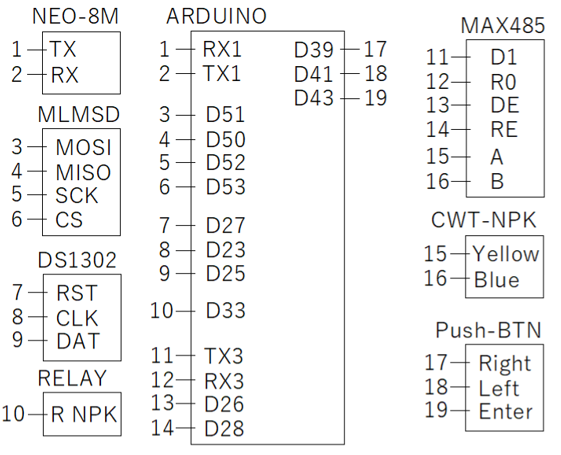 NEO-8M
1 TX
2 RX
MLMSD
3 MOSI
4 MISO
5 SCK
6 CS
DS1302
7 RST
8 CLK
9 DAT
RELAY
10 R NPK
ARDUINO
1 RX1 D39 17
2 TX1 D41 18
D43 19
3 D51
4 D50
5 D52
6 D53
7 D27
8 D23
9 D25
10 D33
11 TX3
12 RX3
13 D26
14 D28
MAX485
11 D1
12 R0
13 DE
14 RE
15 A
16 B
CWT-NPK
15 Yellow
16 Blue
Push-BTN
17 Right
18 Left
19 Enter